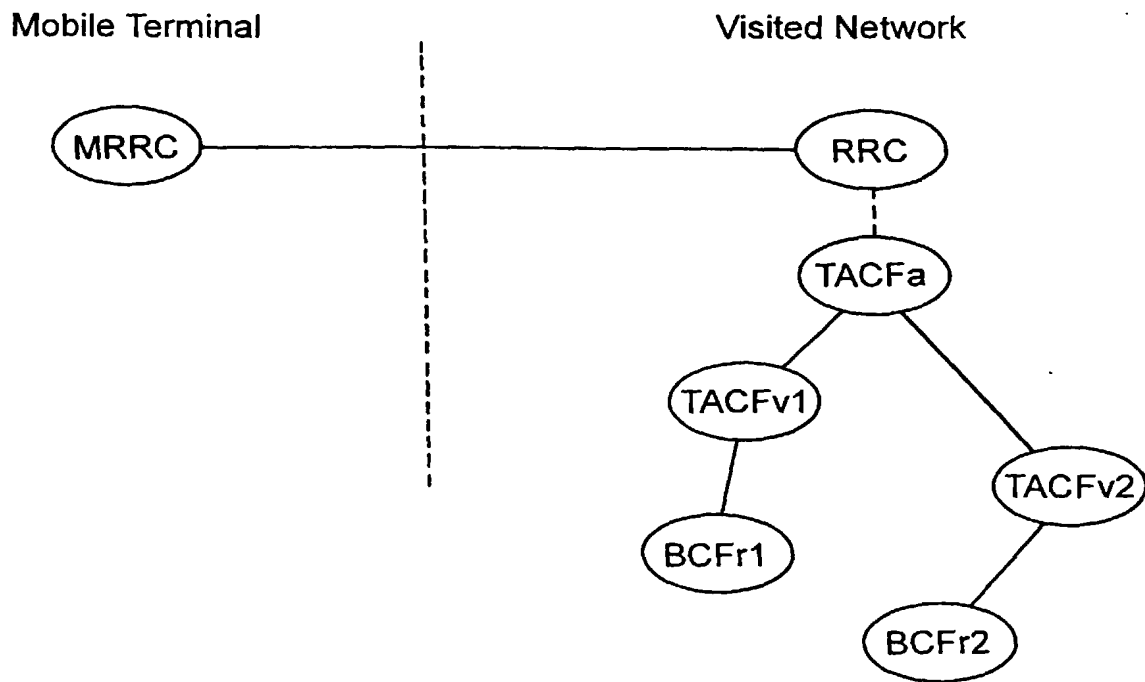 Mobile Terminal
Visited Network
MRRC
RRC
TACFa
TACFv1
TACFv2
BCFr1
BCFr2